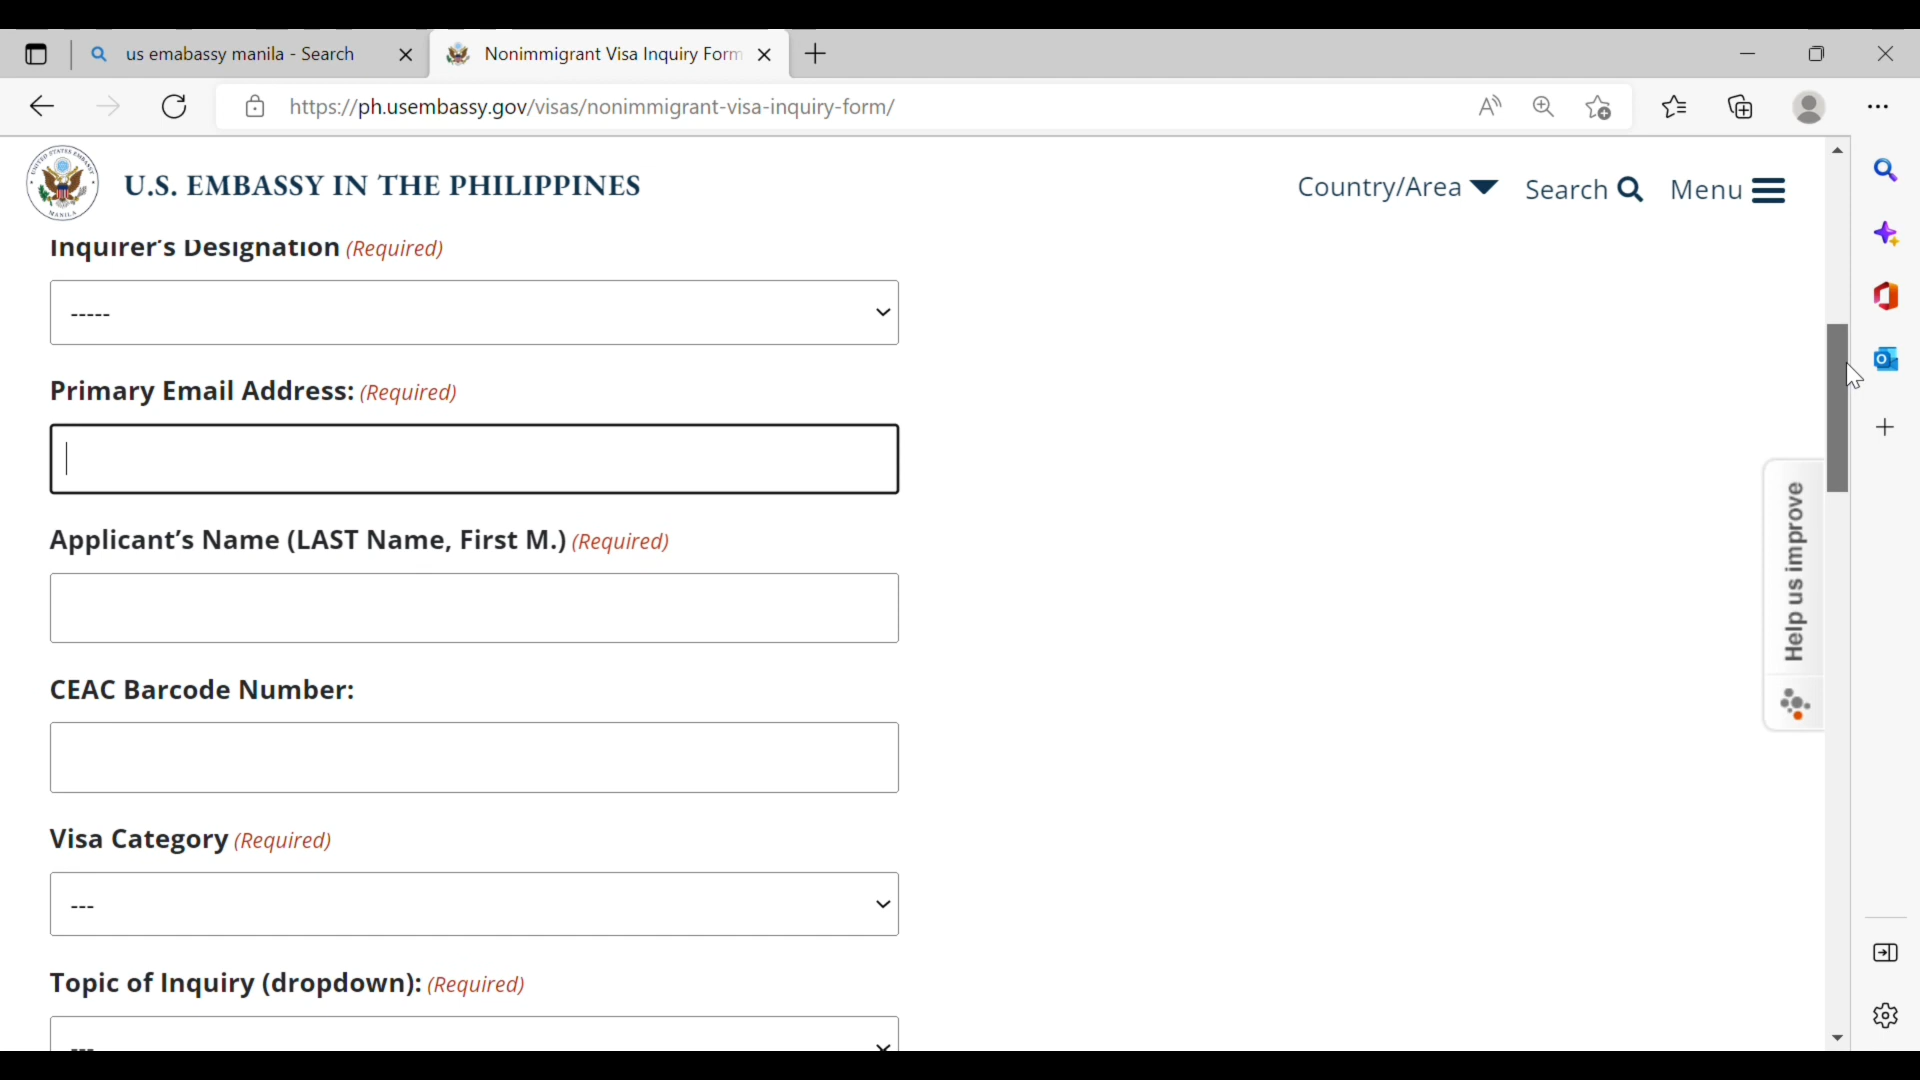 us emabassy manila - Search
Nonimmigrant Visa Inquiry Form
https://ph.usembassy.gov/visas/nonimmigrant-visa-inquiry-form/
U.S. EMBASSY IN THE PHILIPPINES
Country/Area
Search
Menu
Inquirer's Designation (Required)
-----
Primary Email Address: (Required)
Applicant’s Name (LAST Name, First M.) (Required)
CEAC Barcode Number:
Visa Category (Required)
---
Topic of Inquiry (dropdown): (Required)
---
Help us improve